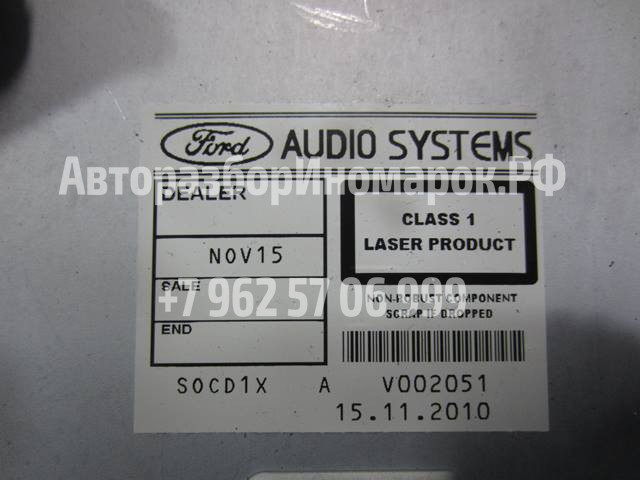 Ford AUDIO SYSTEMS
АвторазборИномарок.РФ
DEALER
CLASS 1
LASER PRODUCT
NOV15
SALE
+7 962 57 06 999
NON-ROBUST COMPONENT
SCRAP IF DROPPED
END
SOCD1X A V002051
15.11.2010